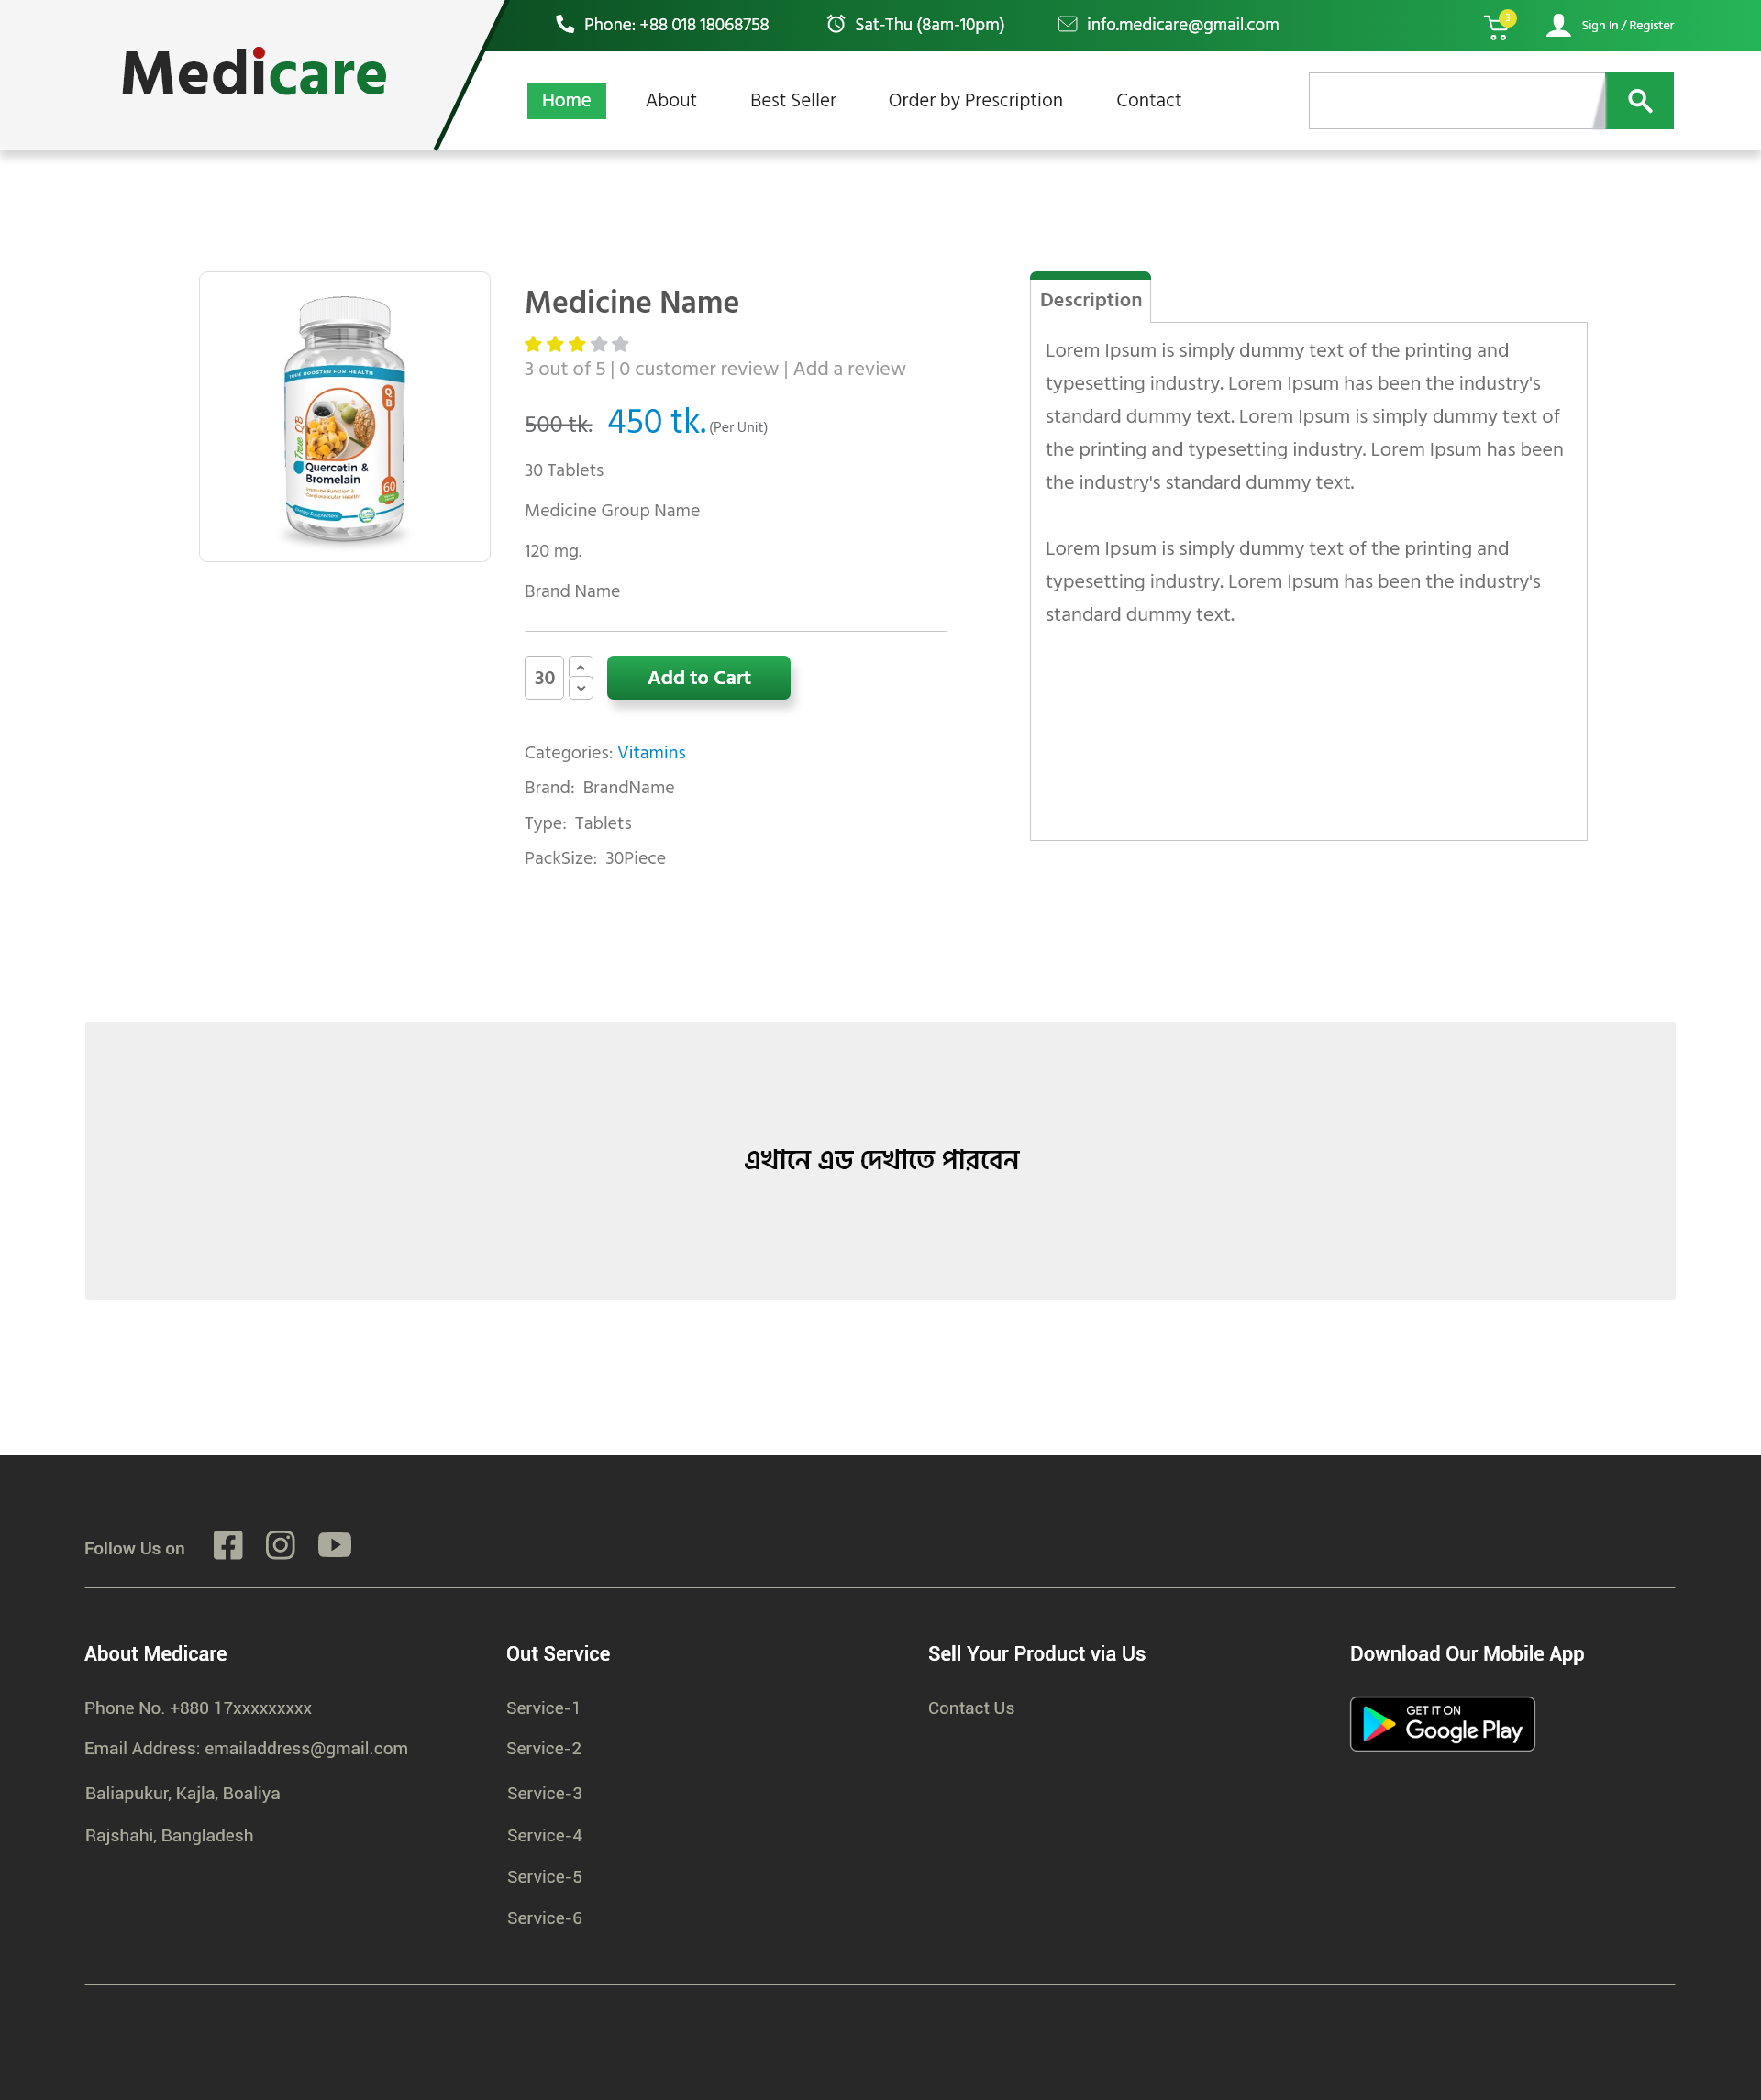 Phone: +88 018 18068758
Sat-Thu (8am-10pm)
info.medicare@gmail.com
3
Sign In / Register
Medicare
Home
About
Best Seller
Order by Prescription
Contact
Medicine Name
3 out of 5 | 0 customer review | Add a review
500 tk. 450 tk. (Per Unit)
30 Tablets
Medicine Group Name
120 mg.
Brand Name
30
Add to Cart
Categories: Vitamins
Brand: BrandName
Type: Tablets
PackSize: 30Piece
TRUE BOOSTER FOR HEALTH
QB
True QB
Quercetin &
Bromelain
Immune Function &
Cardiovascular Health*
60
Dietary Supplement
Description
Lorem Ipsum is simply dummy text of the printing and
typesetting industry. Lorem Ipsum has been the industry's
standard dummy text. Lorem Ipsum is simply dummy text of
the printing and typesetting industry. Lorem Ipsum has been
the industry's standard dummy text.
Lorem Ipsum is simply dummy text of the printing and
typesetting industry. Lorem Ipsum has been the industry's
standard dummy text.
এখানে এড দেখাতে পারবেন
Follow Us on
About Medicare
Phone No. +880 17xxxxxxxxx
Email Address: emailaddress@gmail.com
Baliapukur, Kajla, Boaliya
Rajshahi, Bangladesh
Out Service
Service-1
Service-2
Service-3
Service-4
Service-5
Service-6
Sell Your Product via Us
Contact Us
Download Our Mobile App
GET IT ON
Google Play